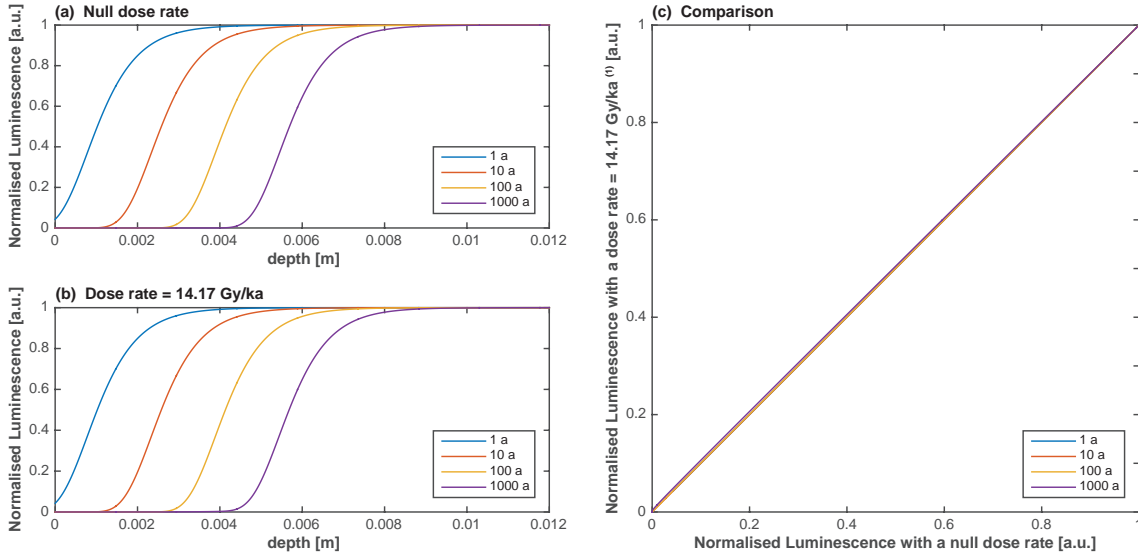 (a) Null dose rate
Normalised Luminescence [a.u.]
1
0.8
0.6
0.4
0.2
0
0
0.002
0.004
0.006
0.008
0.01
0.012
depth [m]
1 a
10 a
100 a
1000 a
(b) Dose rate = 14.17 Gy/ka
Normalised Luminescence [a.u.]
1
0.8
0.6
0.4
0.2
0
0
0.002
0.004
0.006
0.008
0.01
0.012
depth [m]
1 a
10 a
100 a
1000 a
(c) Comparison
Normalised Luminescence with a dose rate = 14.17 Gy/ka (1) [a.u.]
1
0.8
0.6
0.4
0.2
0
0
0.2
0.4
0.6
0.8
1
Normalised Luminescence with a null dose rate [a.u.]
1 a
10 a
100 a
1000 a